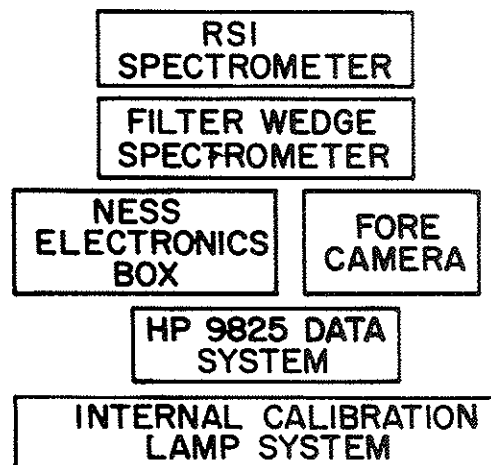 RSI
SPECTROMETER
FILTER WEDGE
SPECTROMETER
NESS
ELECTRONICS
BOX
FORE
CAMERA
HP 9825 DATA
SYSTEM
INTERNAL CALIBRATION
LAMP SYSTEM